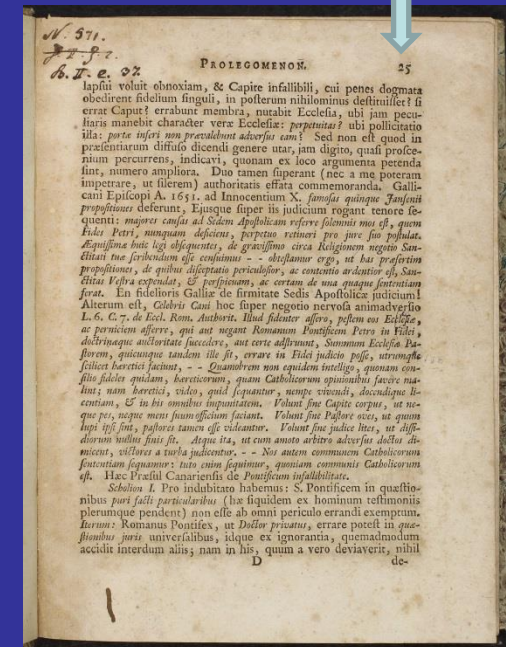 N. 571.
B. II. e. 37
PROLEGOMENON. 25
lapsui voluit obnoxiam, & Capite infallibili, cui penes dogmata
obedirent fidelium singuli, in posterum nihilominus destituisset? si
errat Caput? errabunt membra, nutabit Ecclesia, ubi jam pecu-
liaris manebit character veræ Ecclesiæ: perpetuitas? ubi pollicitatio
illa: portæ inferi non prævalebunt adversus eam? Sed non est quod in
præsentiarum diffuso dicendi genere utar, jam digito, quasi prosce-
nium percurrens, indicavi, quonam ex loco argumenta petenda
sint, numero ampliora. Duo tamen superant (nec a me poteram
impetrare, ut silerem) authoritatis effata commemoranda. Galli-
cani Episcopi A. 1651. ad Innocentium X. famosas quinque Jansenii
propositiones deferunt, Ejusque super iis judicium rogant tenore se-
quenti: majores causas ad Sedem Apostolicam referre solemnis mos est, quem
Fides Petri, nunquam deficiens, perpetuo retineri pro jure suo postulat.
Æquissimæ huic legi obsequentes, de gravissimo circa Religionem negotio San-
ctitati tuæ scribendum esse censuimus - - obtestamur ergo, ut has præsertim
propositiones, de quibus disceptatio periculosior, ac contentio ardentior est, San-
ctitas Vestra expendat, & perspicuam, ac certam de una quaque sententiam
ferat. En fidelioris Galliæ de firmitate Sedis Apostolicæ judicium!
Alterum est, Celebris Cani hoc super negotio nervosa animadversio
L. 6. C. 7. de Eccl. Rom. Authorit. Illud fidenter assero, pestem eos Ecclesiæ,
ac perniciem afferre, qui aut negant Romanum Pontificem Petro in Fidei,
doctrinæque auctoritate succedere, aut certe adstruunt, Summum Ecclesiæ Pa-
storem, quicunque tandem ille sit, errare in Fidei judicio posse, utrumque
scilicet hæretici faciunt, - - Quamobrem non equidem intelligo, quonam con-
silio fideles quidam, hæreticorum, quam Catholicorum opinionibus favere ma-
lint; nam hæretici, video, quid sequantur, nempe vivendi, docendique li-
centiam, & in his omnibus impunitatem. Volunt sine Capite corpus, ut ne-
que pes, neque mens suum officium faciant. Volunt sine Pastore oves, ut quum
lupi ipsi sint, pastores tamen esse videantur. Volunt sine judice lites, ut dissi-
diorum nullus finis sit. Atque ita, ut cum amoto arbitro adversus doctos di-
micent, victores a turba judicentur. - - Nos autem communem Catholicorum
sententiam sequamur: tuto enim sequimur, quoniam communis Catholicorum
est. Hæc Præsul Canariensis de Pontificum infallibilitate.
Scholion I. Pro indubitato habemus: S. Pontificem in quæstio-
nibus puri facti particularibus (hæ siquidem ex hominum testimoniis
plerumque pendent) non esse ab omni periculo errandi exemptum.
Iterum: Romanus Pontifex, ut Doctor privatus, errare potest in quæ-
stionibus juris universalibus, idque ex ignorantia, quemadmodum
accidit interdum aliis; nam in his, quum a vero deviaverit, nihil
D de-